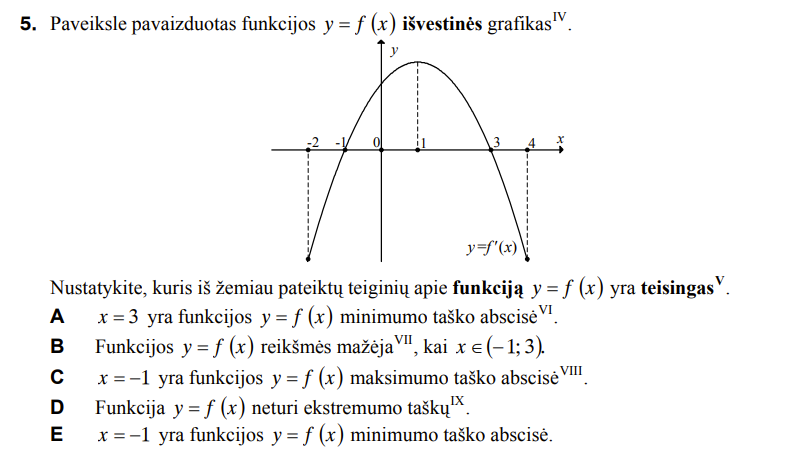 5. Paveiksle pavaizduotas funkcijos y = f (x) išvestinės grafikas^IV.
y
-2 -1 0 1 3 4 x
y=f'(x)
Nustatykite, kuris iš žemiau pateiktų teiginių apie funkciją y = f (x) yra teisingas^V.
A x = 3 yra funkcijos y = f (x) minimumo taško abscisė^VI.
B Funkcijos y = f (x) reikšmės mažėja^VII, kai x ∈ (−1; 3).
C x = −1 yra funkcijos y = f (x) maksimumo taško abscisė^VIII.
D Funkcija y = f (x) neturi ekstremumo taškų^IX.
E x = −1 yra funkcijos y = f (x) minimumo taško abscisė.